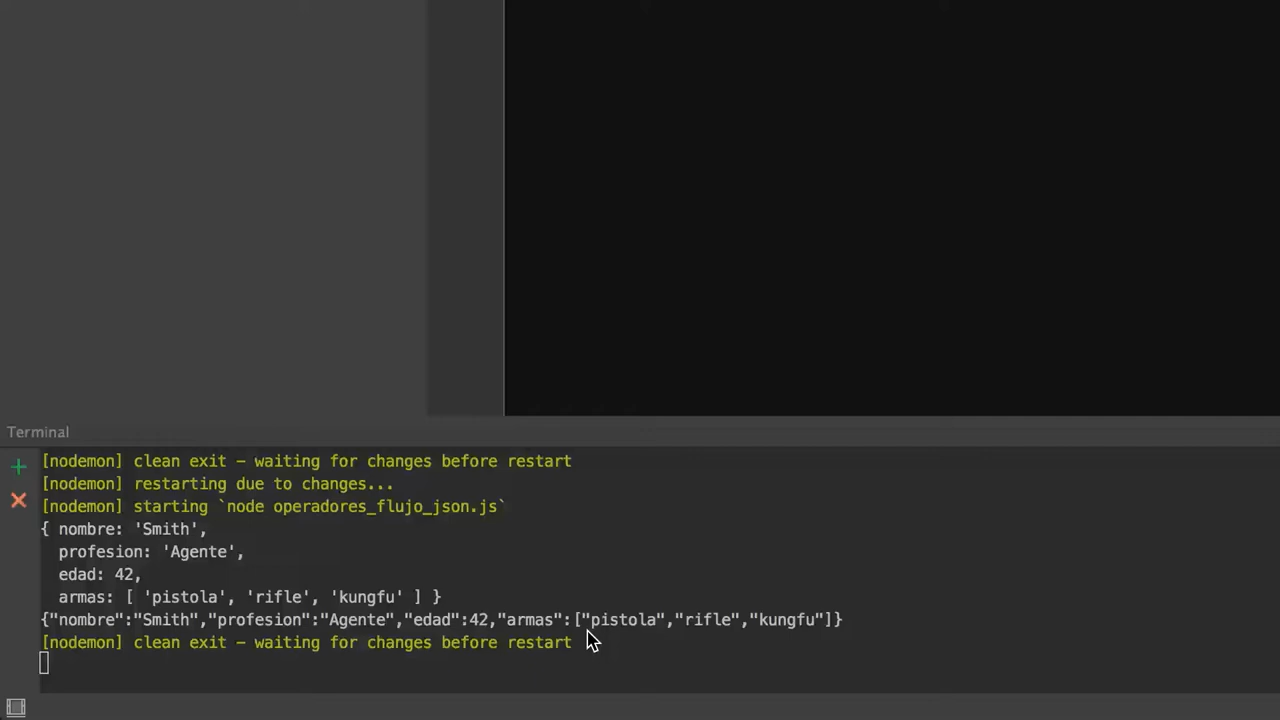 Terminal
[nodemon] clean exit - waiting for changes before restart
[nodemon] restarting due to changes...
[nodemon] starting `node operadores_flujo_json.js`
{ nombre: 'Smith',
  profesion: 'Agente',
  edad: 42,
  armas: [ 'pistola', 'rifle', 'kungfu' ] }
{"nombre":"Smith","profesion":"Agente","edad":42,"armas":["pistola","rifle","kungfu"]}
[nodemon] clean exit - waiting for changes before restart